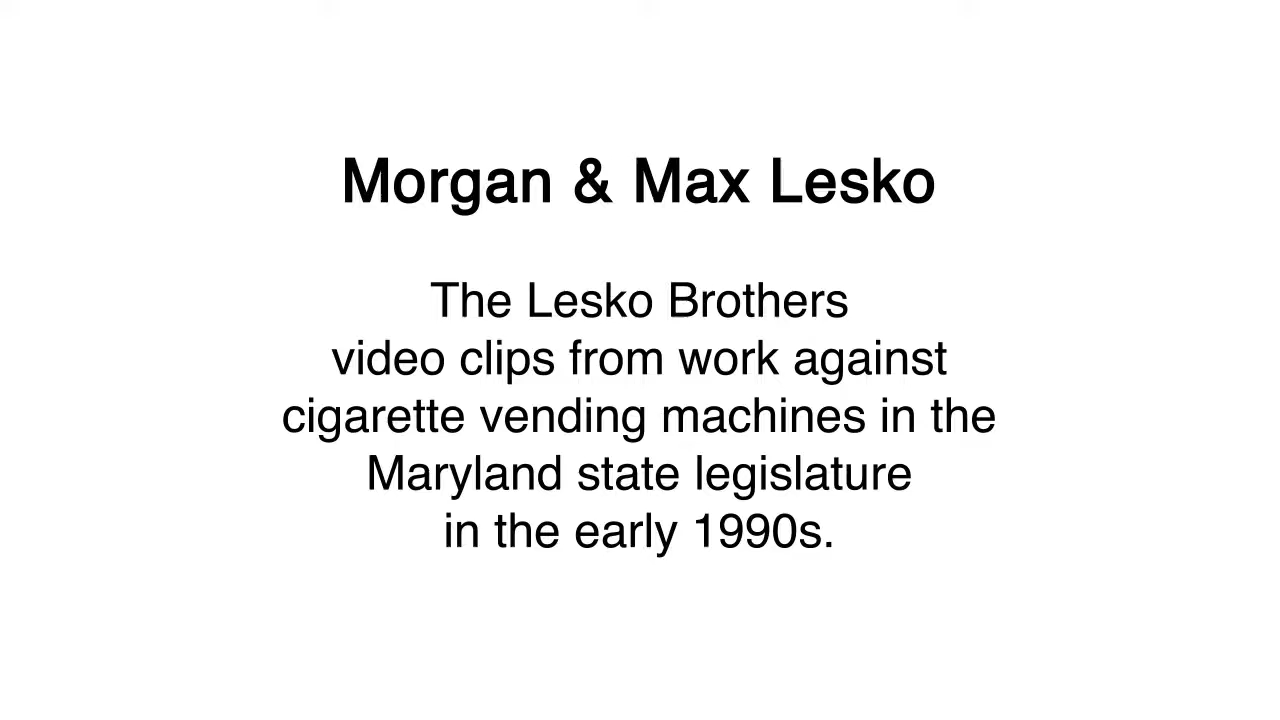 Morgan & Max Lesko
The Lesko Brothers
video clips from work against
cigarette vending machines in the
Maryland state legislature
in the early 1990s.